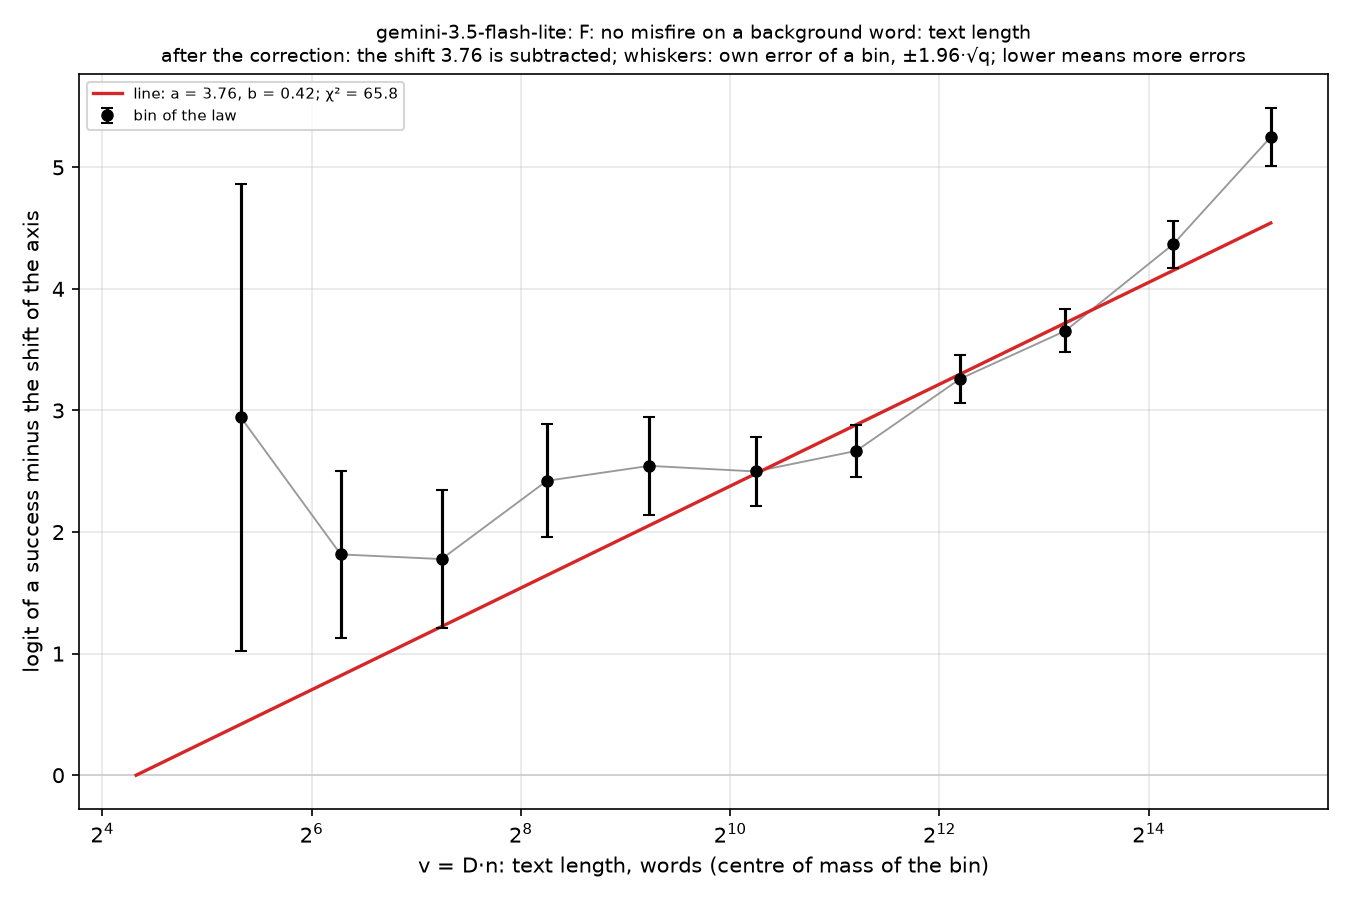 gemini-3.5-flash-lite: F: no misfire on a background word: text length
after the correction: the shift 3.76 is subtracted; whiskers: own error of a bin, ±1.96·√q; lower means more errors
line: a = 3.76, b = 0.42; χ² = 65.8
bin of the law
logit of a success minus the shift of the axis
5
4
3
2
1
0
2⁴ 2⁶ 2⁸ 2¹⁰ 2¹² 2¹⁴
v = D·n: text length, words (centre of mass of the bin)